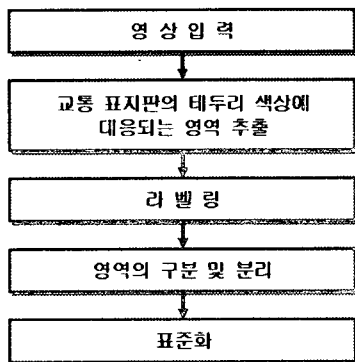 영 상 입 력
교통 표지판의 테두리 색상에
대응되는 영역 추출
라 벨 링
영역의 구분 및 분리
표준화